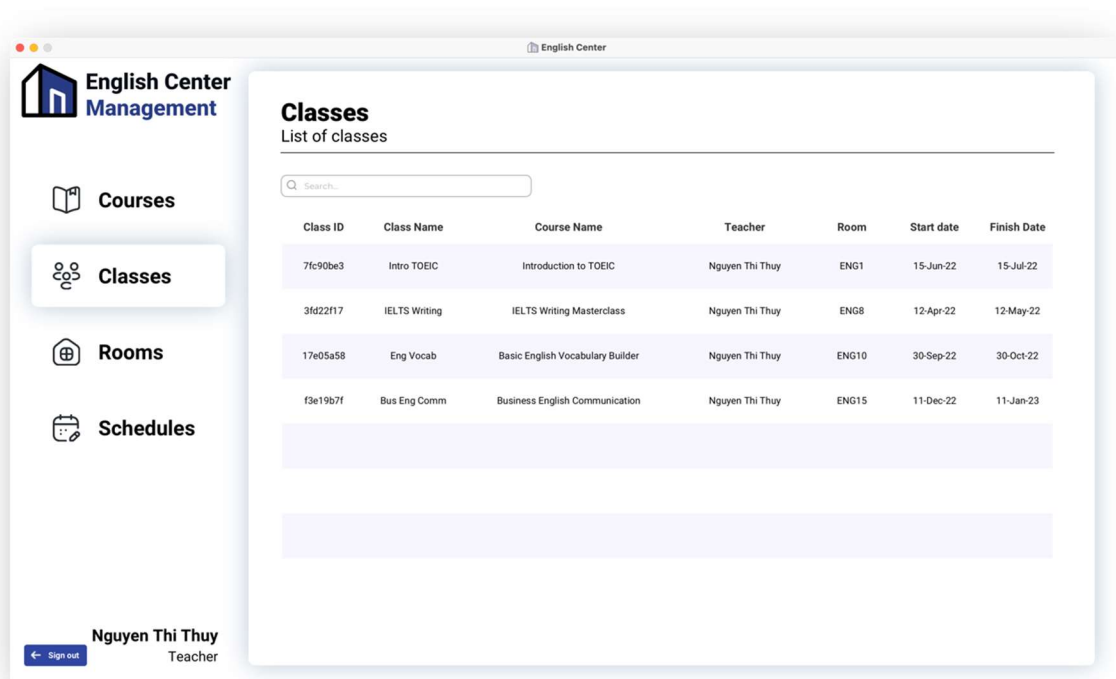 English Center
English Center
Management
Classes
List of classes
Search..
Courses
Classes
Rooms
Schedules
Class ID Class Name Course Name Teacher Room Start date Finish Date
7fc90be3 Intro TOEIC Introduction to TOEIC Nguyen Thi Thuy ENG1 15-Jun-22 15-Jul-22
3fd22f17 IELTS Writing IELTS Writing Masterclass Nguyen Thi Thuy ENG8 12-Apr-22 12-May-22
17e05a58 Eng Vocab Basic English Vocabulary Builder Nguyen Thi Thuy ENG10 30-Sep-22 30-Oct-22
f3e19b7f Bus Eng Comm Business English Communication Nguyen Thi Thuy ENG15 11-Dec-22 11-Jan-23
Nguyen Thi Thuy
Sign out
Teacher